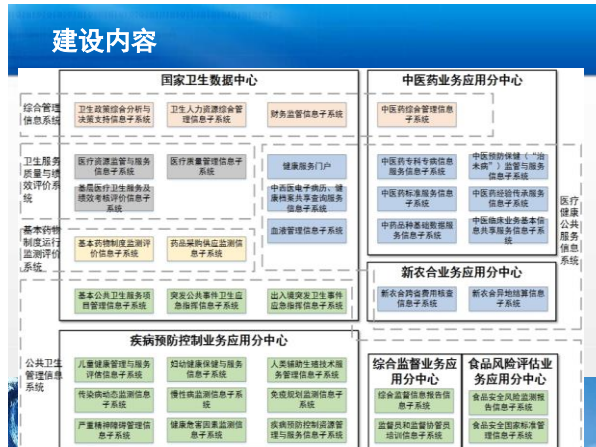 建设内容
国家卫生数据中心
中医药业务应用分中心
综合管理
信息系统
卫生政策综合分析与
决策支持信息子系统
卫生人力资源综合管
理信息子系统
财务监管信息子系统
中医药综合管理信息
子系统
卫生服务
质量与绩
效评价系
统
医疗资源监管与服务
信息子系统
医疗质量管理信息子
系统
基层医疗卫生服务及
绩效考核评价信息子
系统
健康服务门户
中西医电子病历、健
康档案共享查询服务
信息子系统
血液管理信息子系统
中医药专科专病信息
服务信息子系统
中医预防保健（“治
未病”）监管与服务
信息子系统
中医药标准服务信息
子系统
中医药经验传承服务
信息子系统
中药品种基础数据服
务信息子系统
中医临床业务基本信
息共享服务信息子系
统
医疗
健康
公共
服务
信息
系统
基本药物
制度运行
监测评价
系统
基本药物制度监测评
价信息子系统
药品采购供应监测信
息子系统
新农合业务应用分中心
新农合跨省费用核查
信息子系统
新农合异地结算信息
子系统
基本公共卫生服务项
目管理信息子系统
突发公共事件卫生应
急指挥信息子系统
出入境突发卫生事件
应急指挥信息子系统
疾病预防控制业务应用分中心
公共卫生
管理信息
系统
儿童健康管理与服务
评估信息子系统
妇幼健康保健与服务
信息子系统
人类辅助生殖技术服
务管理信息子系统
传染病动态监测信息
子系统
慢性病监测信息子系
统
免疫规划监测信息子
系统
严重精神障碍管理信
息子系统
健康危害因素监测信
息子系统
疾病预防控制资源管
理与服务信息子系统
综合监督业务应
用分中心
综合监督信息报告信
息子系统
监督员和监督协管员
培训信息子系统
食品风险评估业
务应用分中心
食品安全风险监测报
告信息子系统
食品安全国家标准管
理信息子系统